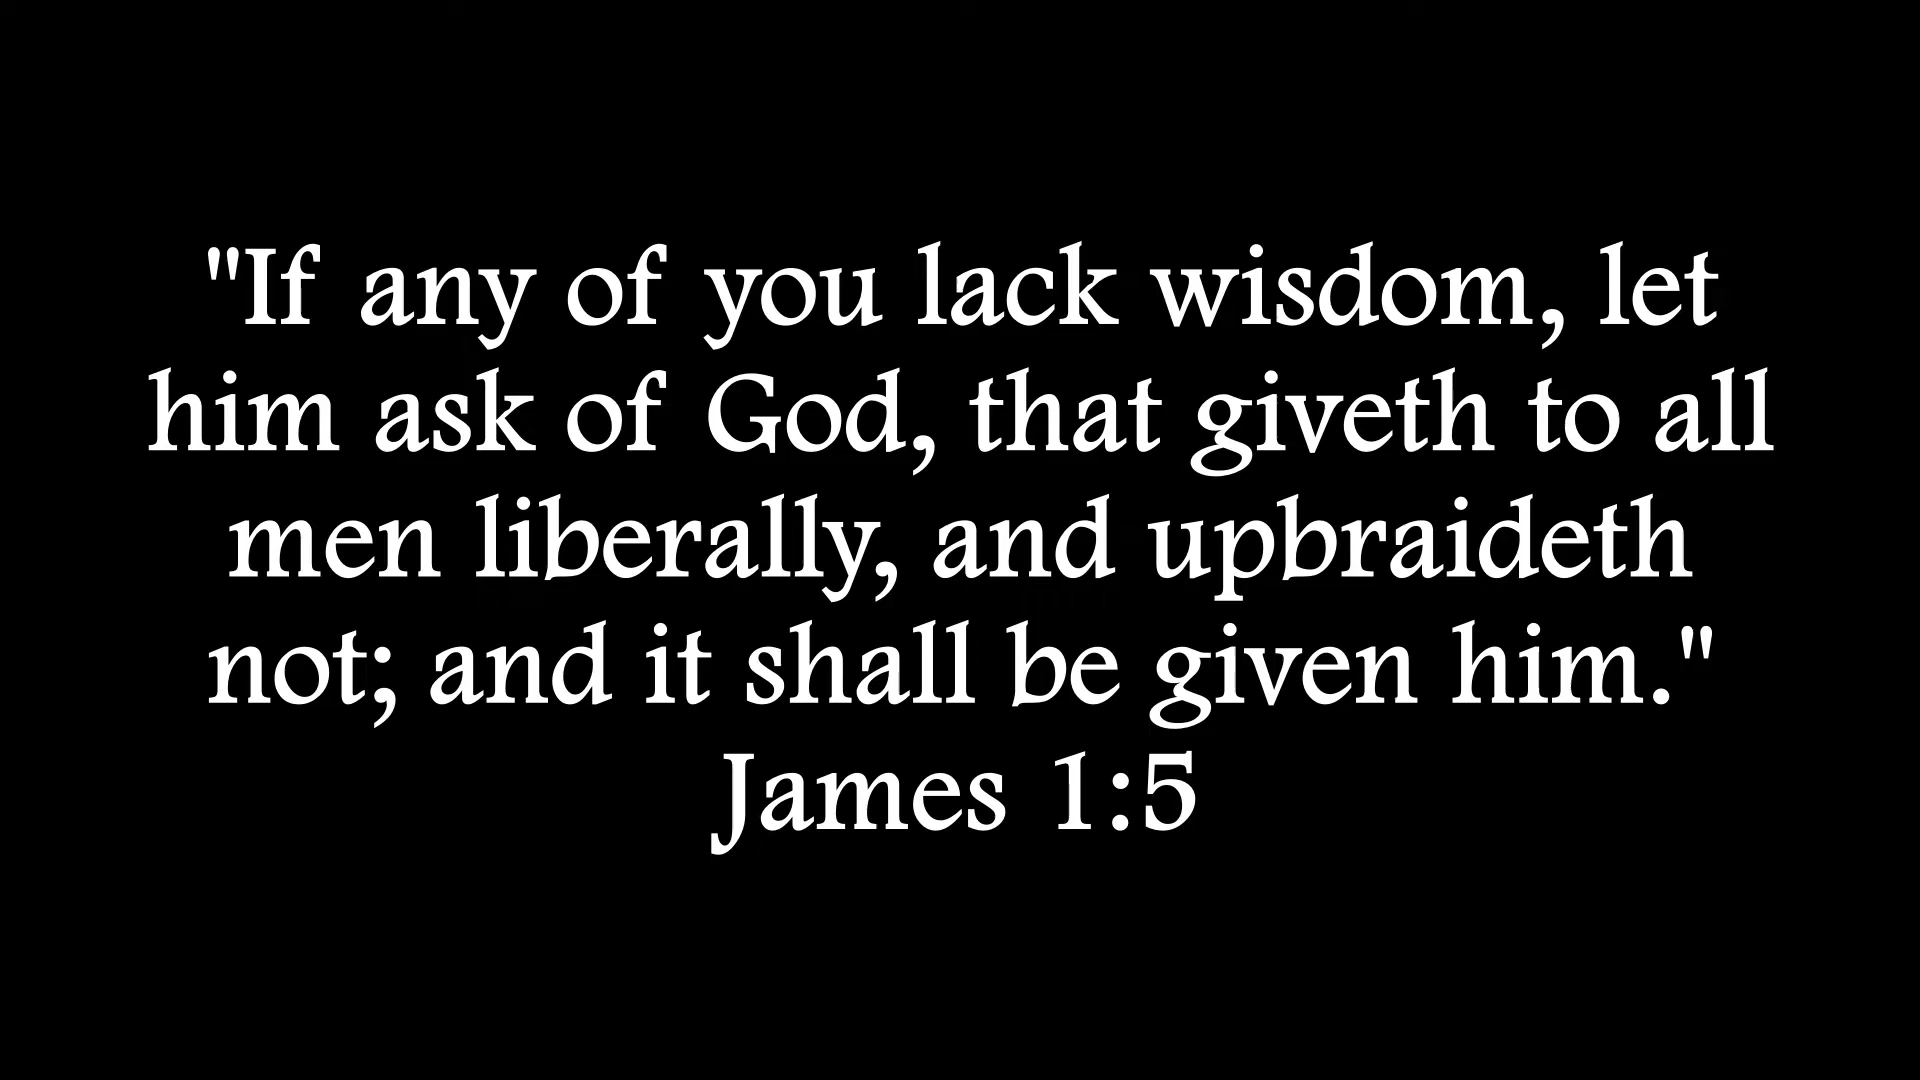 "If any of you lack wisdom, let
him ask of God, that giveth to all
men liberally, and upbraideth
not; and it shall be given him."
James 1:5